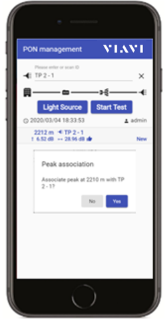 PON management VIAVI
Please enter or scan ID
TP 2 - 1
Light Source Start Test
2020/03/04 18:33:53 admin
2212 m TP 2 - 1
6.52 dB 28.96 dB New
Peak association
Associate peak at 2210 m with TP
2 - 1?
No Yes